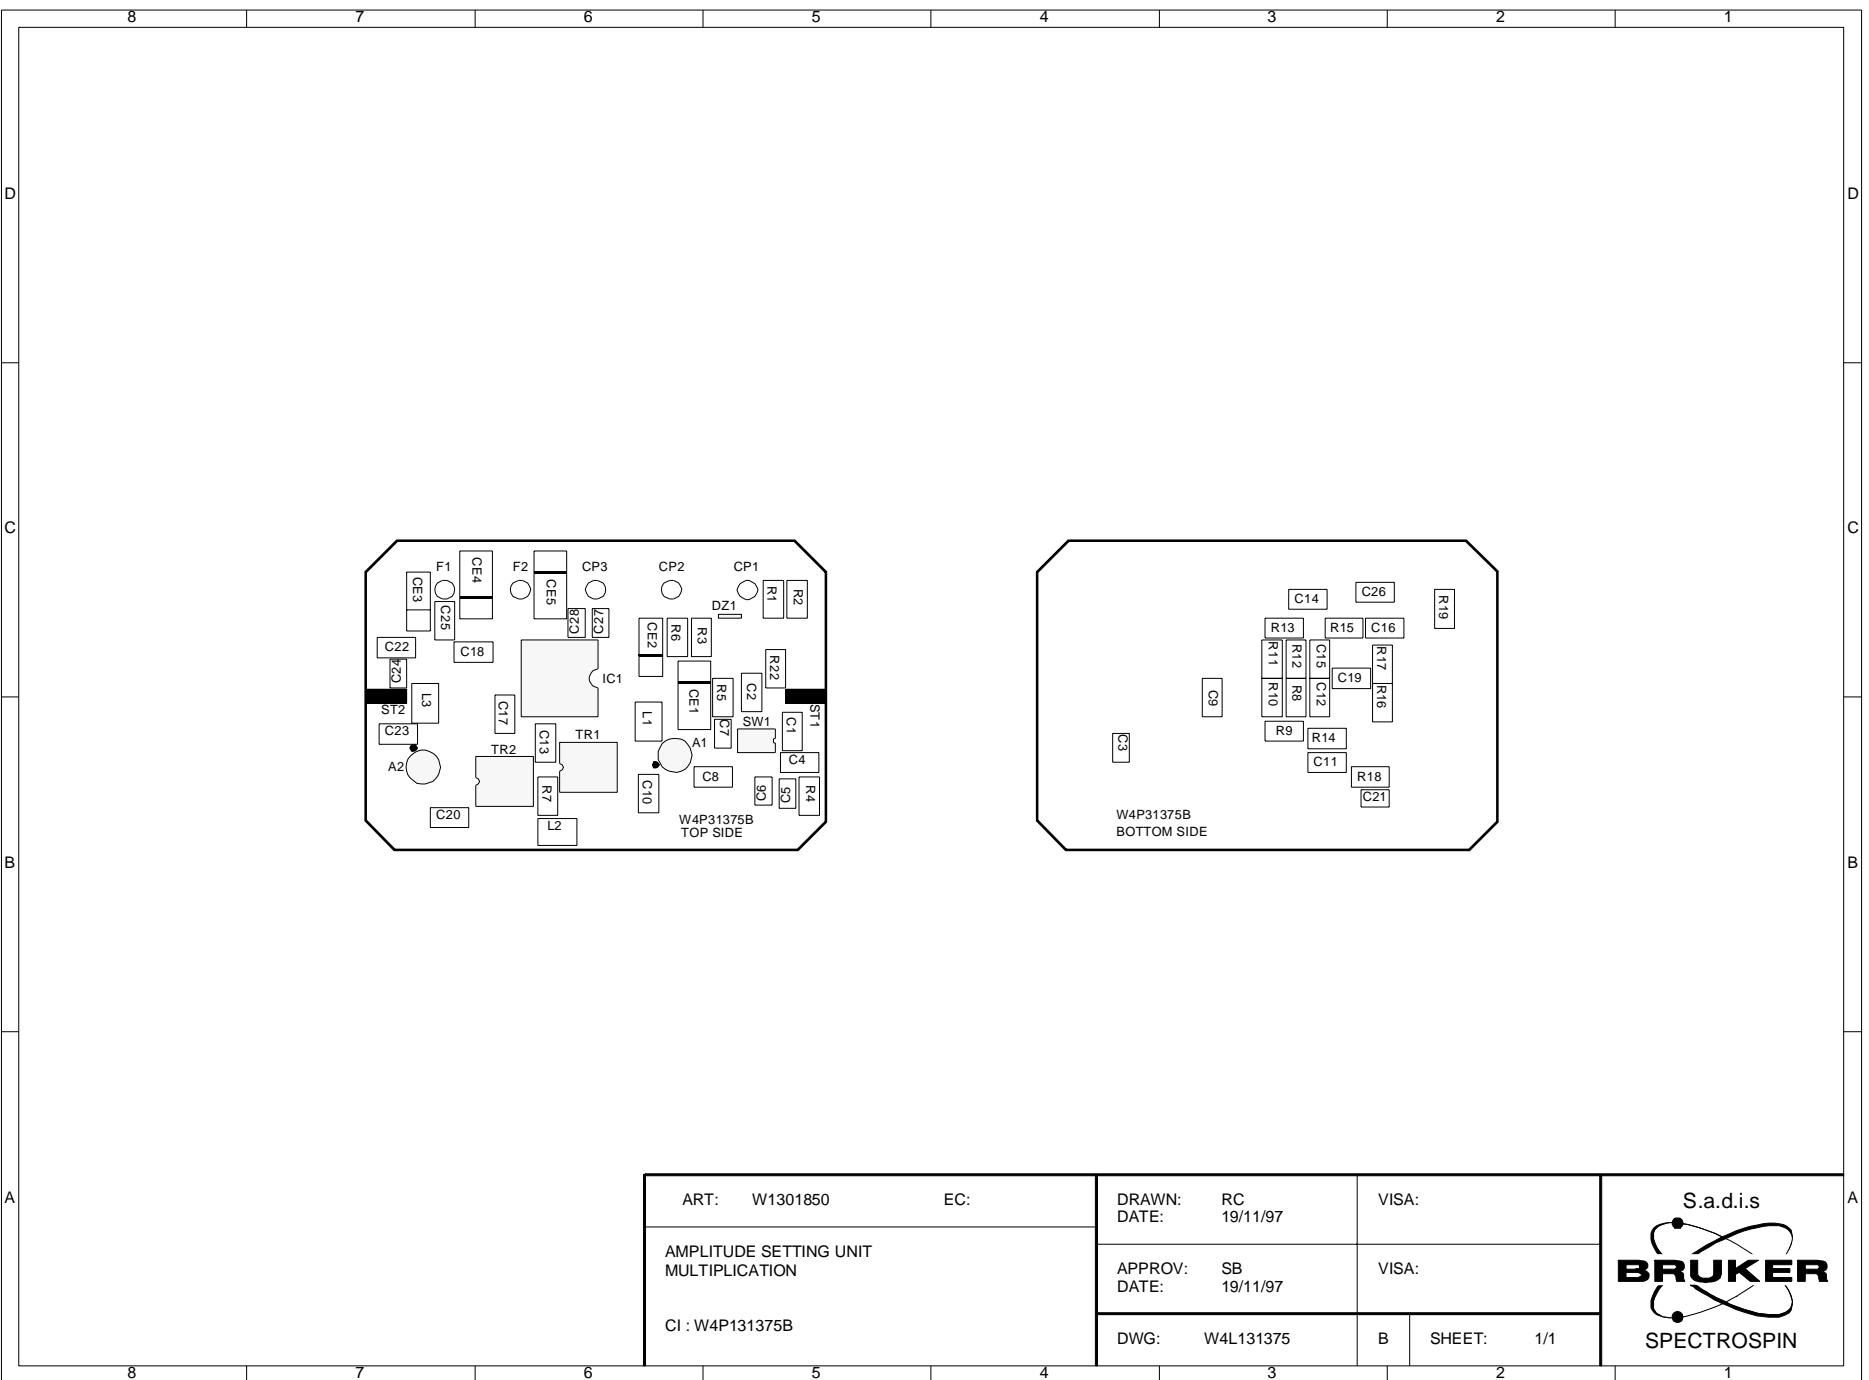 8 7 6 5 4 3 2 1
D D
F1 F2 CP3 CP2 CP1
CE4 CE3 CE5 R1 R2
DZ1
C25 C28 C27
CE2 R6 R3
C22 C18
C24 IC1 R22
ST2 L3 CE1 R5 C2 ST1
C17 L1 C7 SW1 C1
C23 C13 TR1 A1
TR2 C4
A2 C8
R7 C10 C6 C5 R4
C20 L2
W4P31375B
TOP SIDE
C14 C26 R19
R13 R15 C16
R11 R12 C15 R17
C19
C9 R10 R8 C12 R16
R9 R14
C3 C11
R18
C21
W4P31375B
BOTTOM SIDE
C C
B B
A A
ART: W1301850 EC:
AMPLITUDE SETTING UNIT
MULTIPLICATION
CI : W4P131375B
DRAWN: RC VISA:
DATE: 19/11/97
APPROV: SB VISA:
DATE: 19/11/97
DWG: W4L131375 B SHEET: 1/1
S.a.d.i.s
BRUKER
SPECTROSPIN
8 7 6 5 4 3 2 1